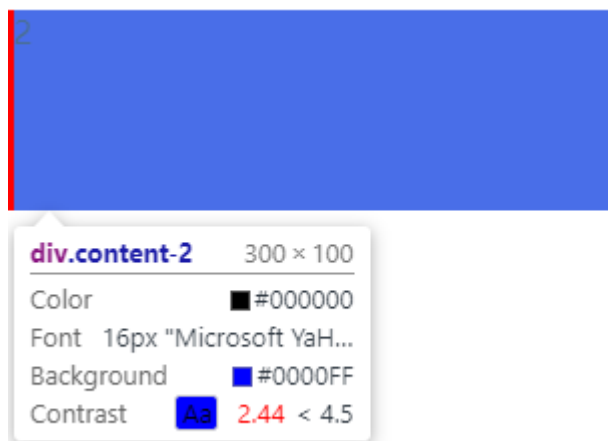 2
div.content-2 300 × 100
Color #000000
Font 16px "Microsoft YaH...
Background #0000FF
Contrast Aa 2.44 < 4.5